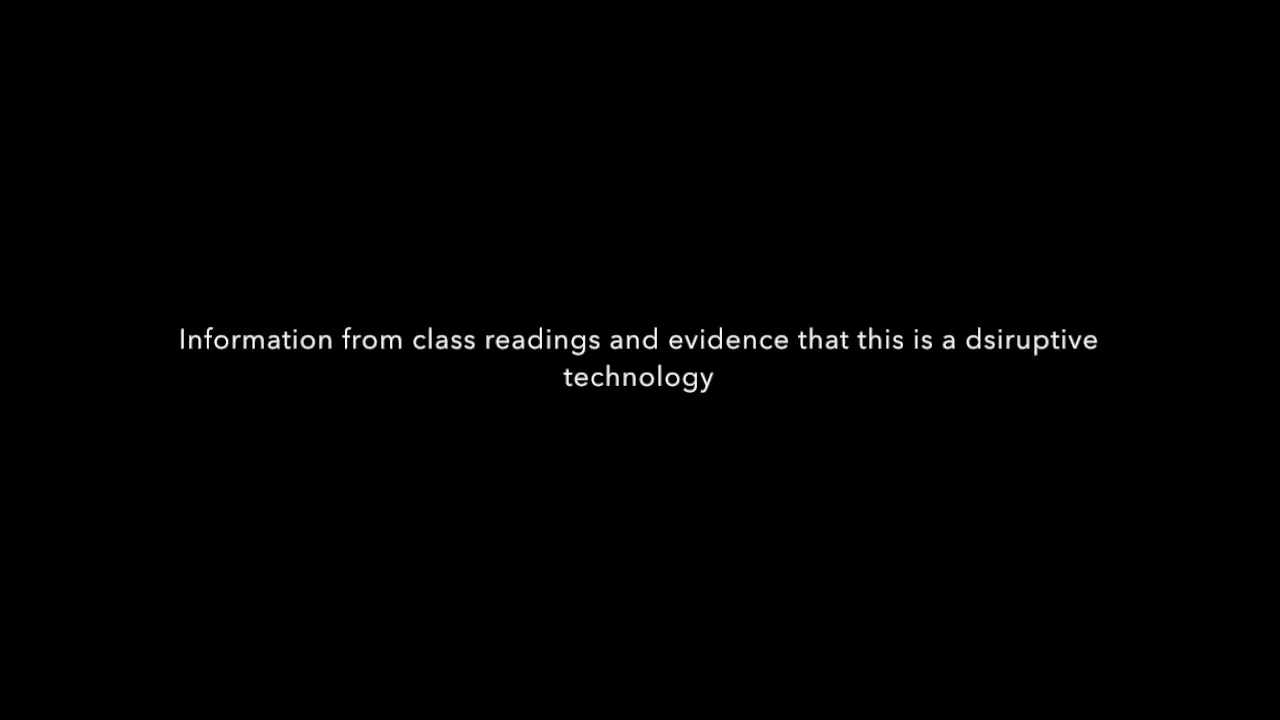 Information from class readings and evidence that this is a dsiruptive
technology